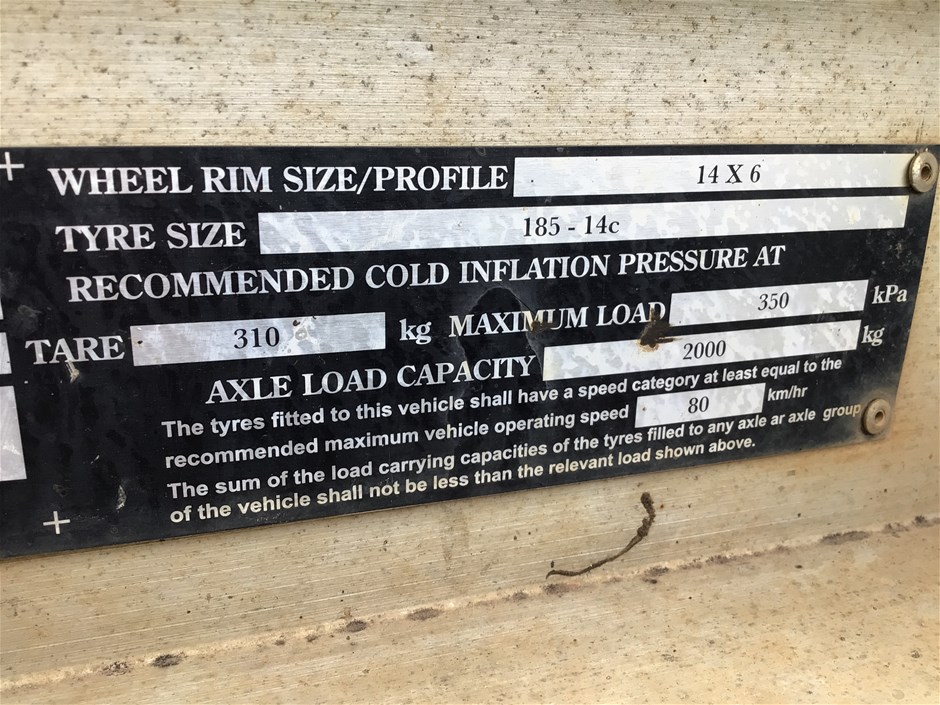 WHEEL RIM SIZE/PROFILE 14 X 6
TYRE SIZE 185 - 14c
RECOMMENDED COLD INFLATION PRESSURE AT
TARE 310 kg MAXIMUM LOAD 350 kPa
AXLE LOAD CAPACITY 2000 kg
The tyres fitted to this vehicle shall have a speed category at least equal to the
recommended maximum vehicle operating speed 80 km/hr
The sum of the load carrying capacities of the tyres filled to any axle ar axle group
of the vehicle shall not be less than the relevant load shown above.